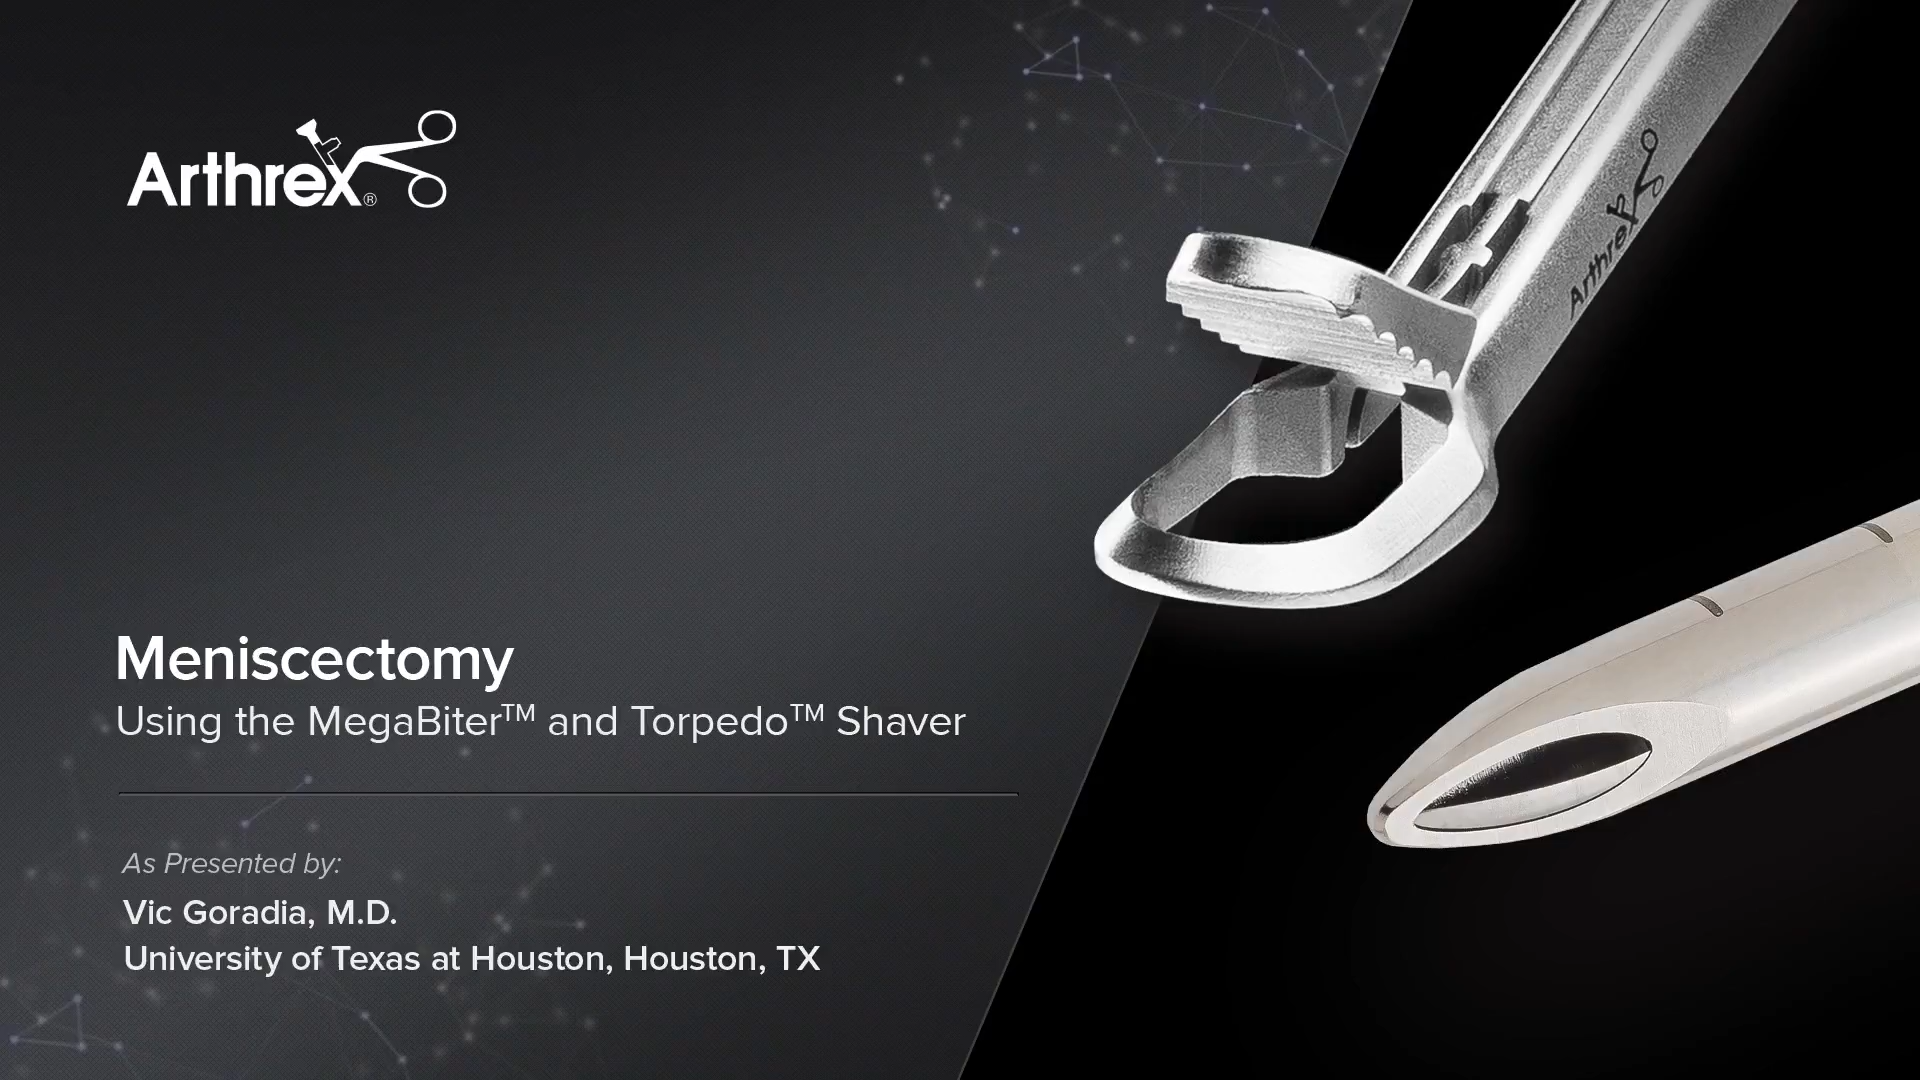 Arthrex®
Arthrex
Meniscectomy
Using the MegaBiter™ and Torpedo™ Shaver
As Presented by:
Vic Goradia, M.D.
University of Texas at Houston, Houston, TX